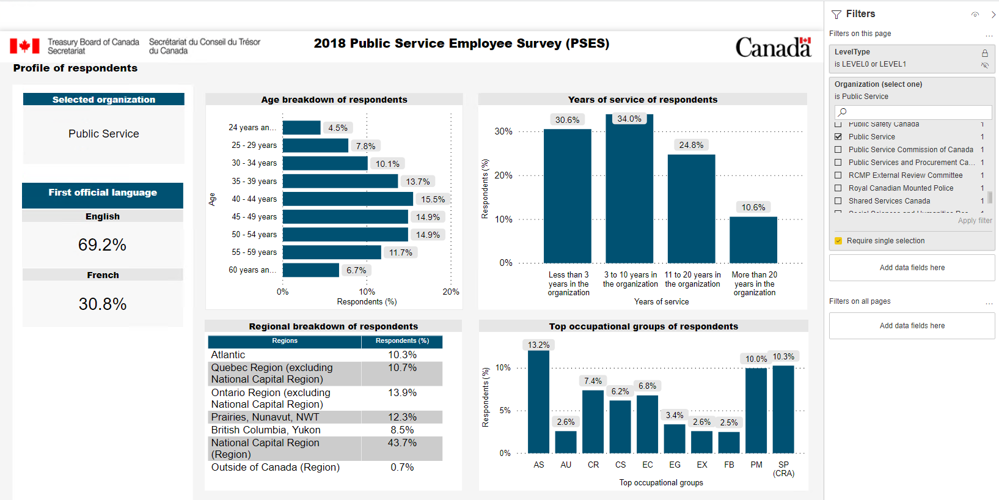 Treasury Board of Canada
Secretariat
Secrétariat du Conseil du Trésor
du Canada
2018 Public Service Employee Survey (PSES)
Canada
Profile of respondents
Selected organization
Public Service
First official language
English
69.2%
French
30.8%
Age breakdown of respondents
Age
24 years an... 4.5%
25 - 29 years 7.8%
30 - 34 years 10.1%
35 - 39 years 13.7%
40 - 44 years 15.5%
45 - 49 years 14.9%
50 - 54 years 14.9%
55 - 59 years 11.7%
60 years an... 6.7%
0% 10% 20%
Respondents (%)
Years of service of respondents
Respondents (%)
30%
20%
10%
0%
30.6% 34.0% 24.8% 10.6%
Less than 3
years in the
organization
3 to 10 years in
the organization
11 to 20 years in
the organization
More than 20
years in the
organization
Years of service
Regional breakdown of respondents
Regions Respondents (%)
Atlantic 10.3%
Quebec Region (excluding 10.7%
National Capital Region)
Ontario Region (excluding 13.9%
National Capital Region)
Prairies, Nunavut, NWT 12.3%
British Columbia, Yukon 8.5%
National Capital Region 43.7%
(Region)
Outside of Canada (Region) 0.7%
Top occupational groups of respondents
Respondents (%)
10%
5%
0%
13.2% 2.6% 7.4% 6.2% 6.8% 3.4% 2.6% 2.5% 10.0% 10.3%
AS AU CR CS EC EG EX FB PM SP
(CRA)
Top occupational groups
Filters
Filters on this page
...
LevelType
is LEVEL0 or LEVEL1
Organization (select one)
is Public Service
Public Safety Canada 1
Public Service 1
Public Service Commission of Canada 1
Public Services and Procurement Ca... 1
RCMP External Review Committee 1
Royal Canadian Mounted Police 1
Shared Services Canada 1
Apply filter
Require single selection
Add data fields here
Filters on all pages
...
Add data fields here